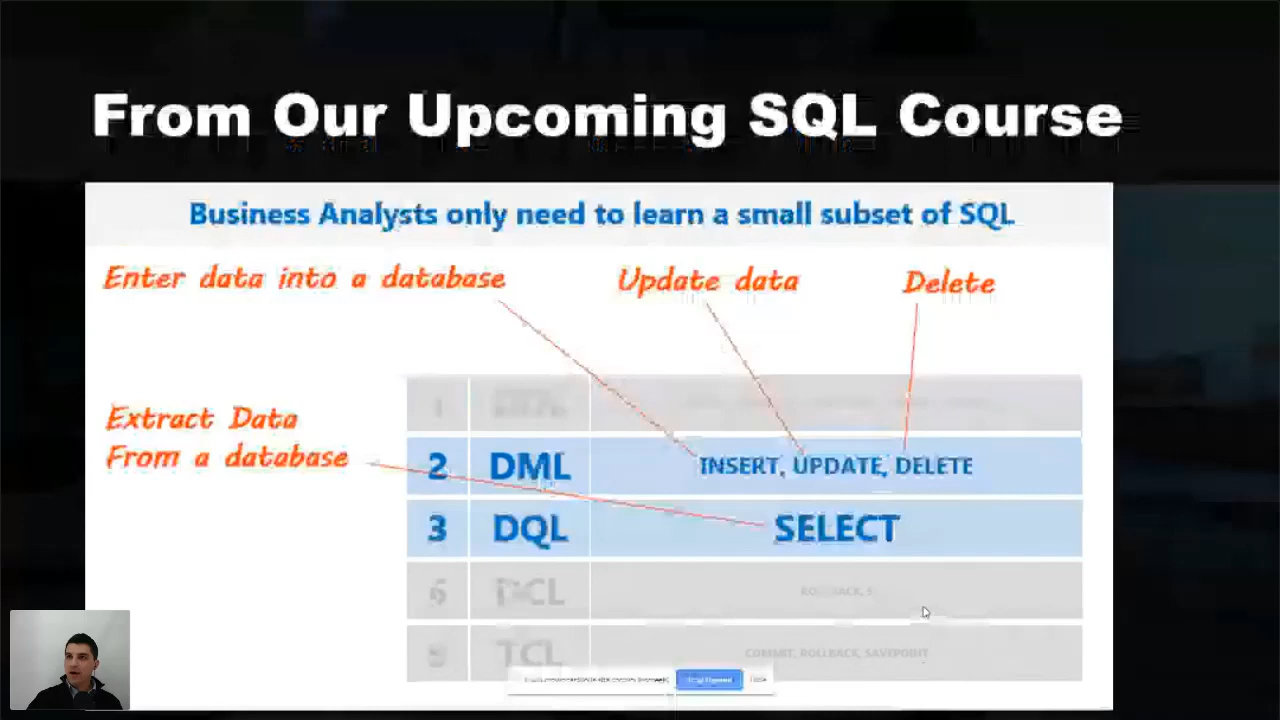 From Our Upcoming SQL Course
Business Analysts only need to learn a small subset of SQL
Enter data into a database
Update data
Delete
Extract Data
From a database
2 DML INSERT, UPDATE, DELETE
3 DQL SELECT
TCL COMMIT, ROLLBACK, SAVEPOINT